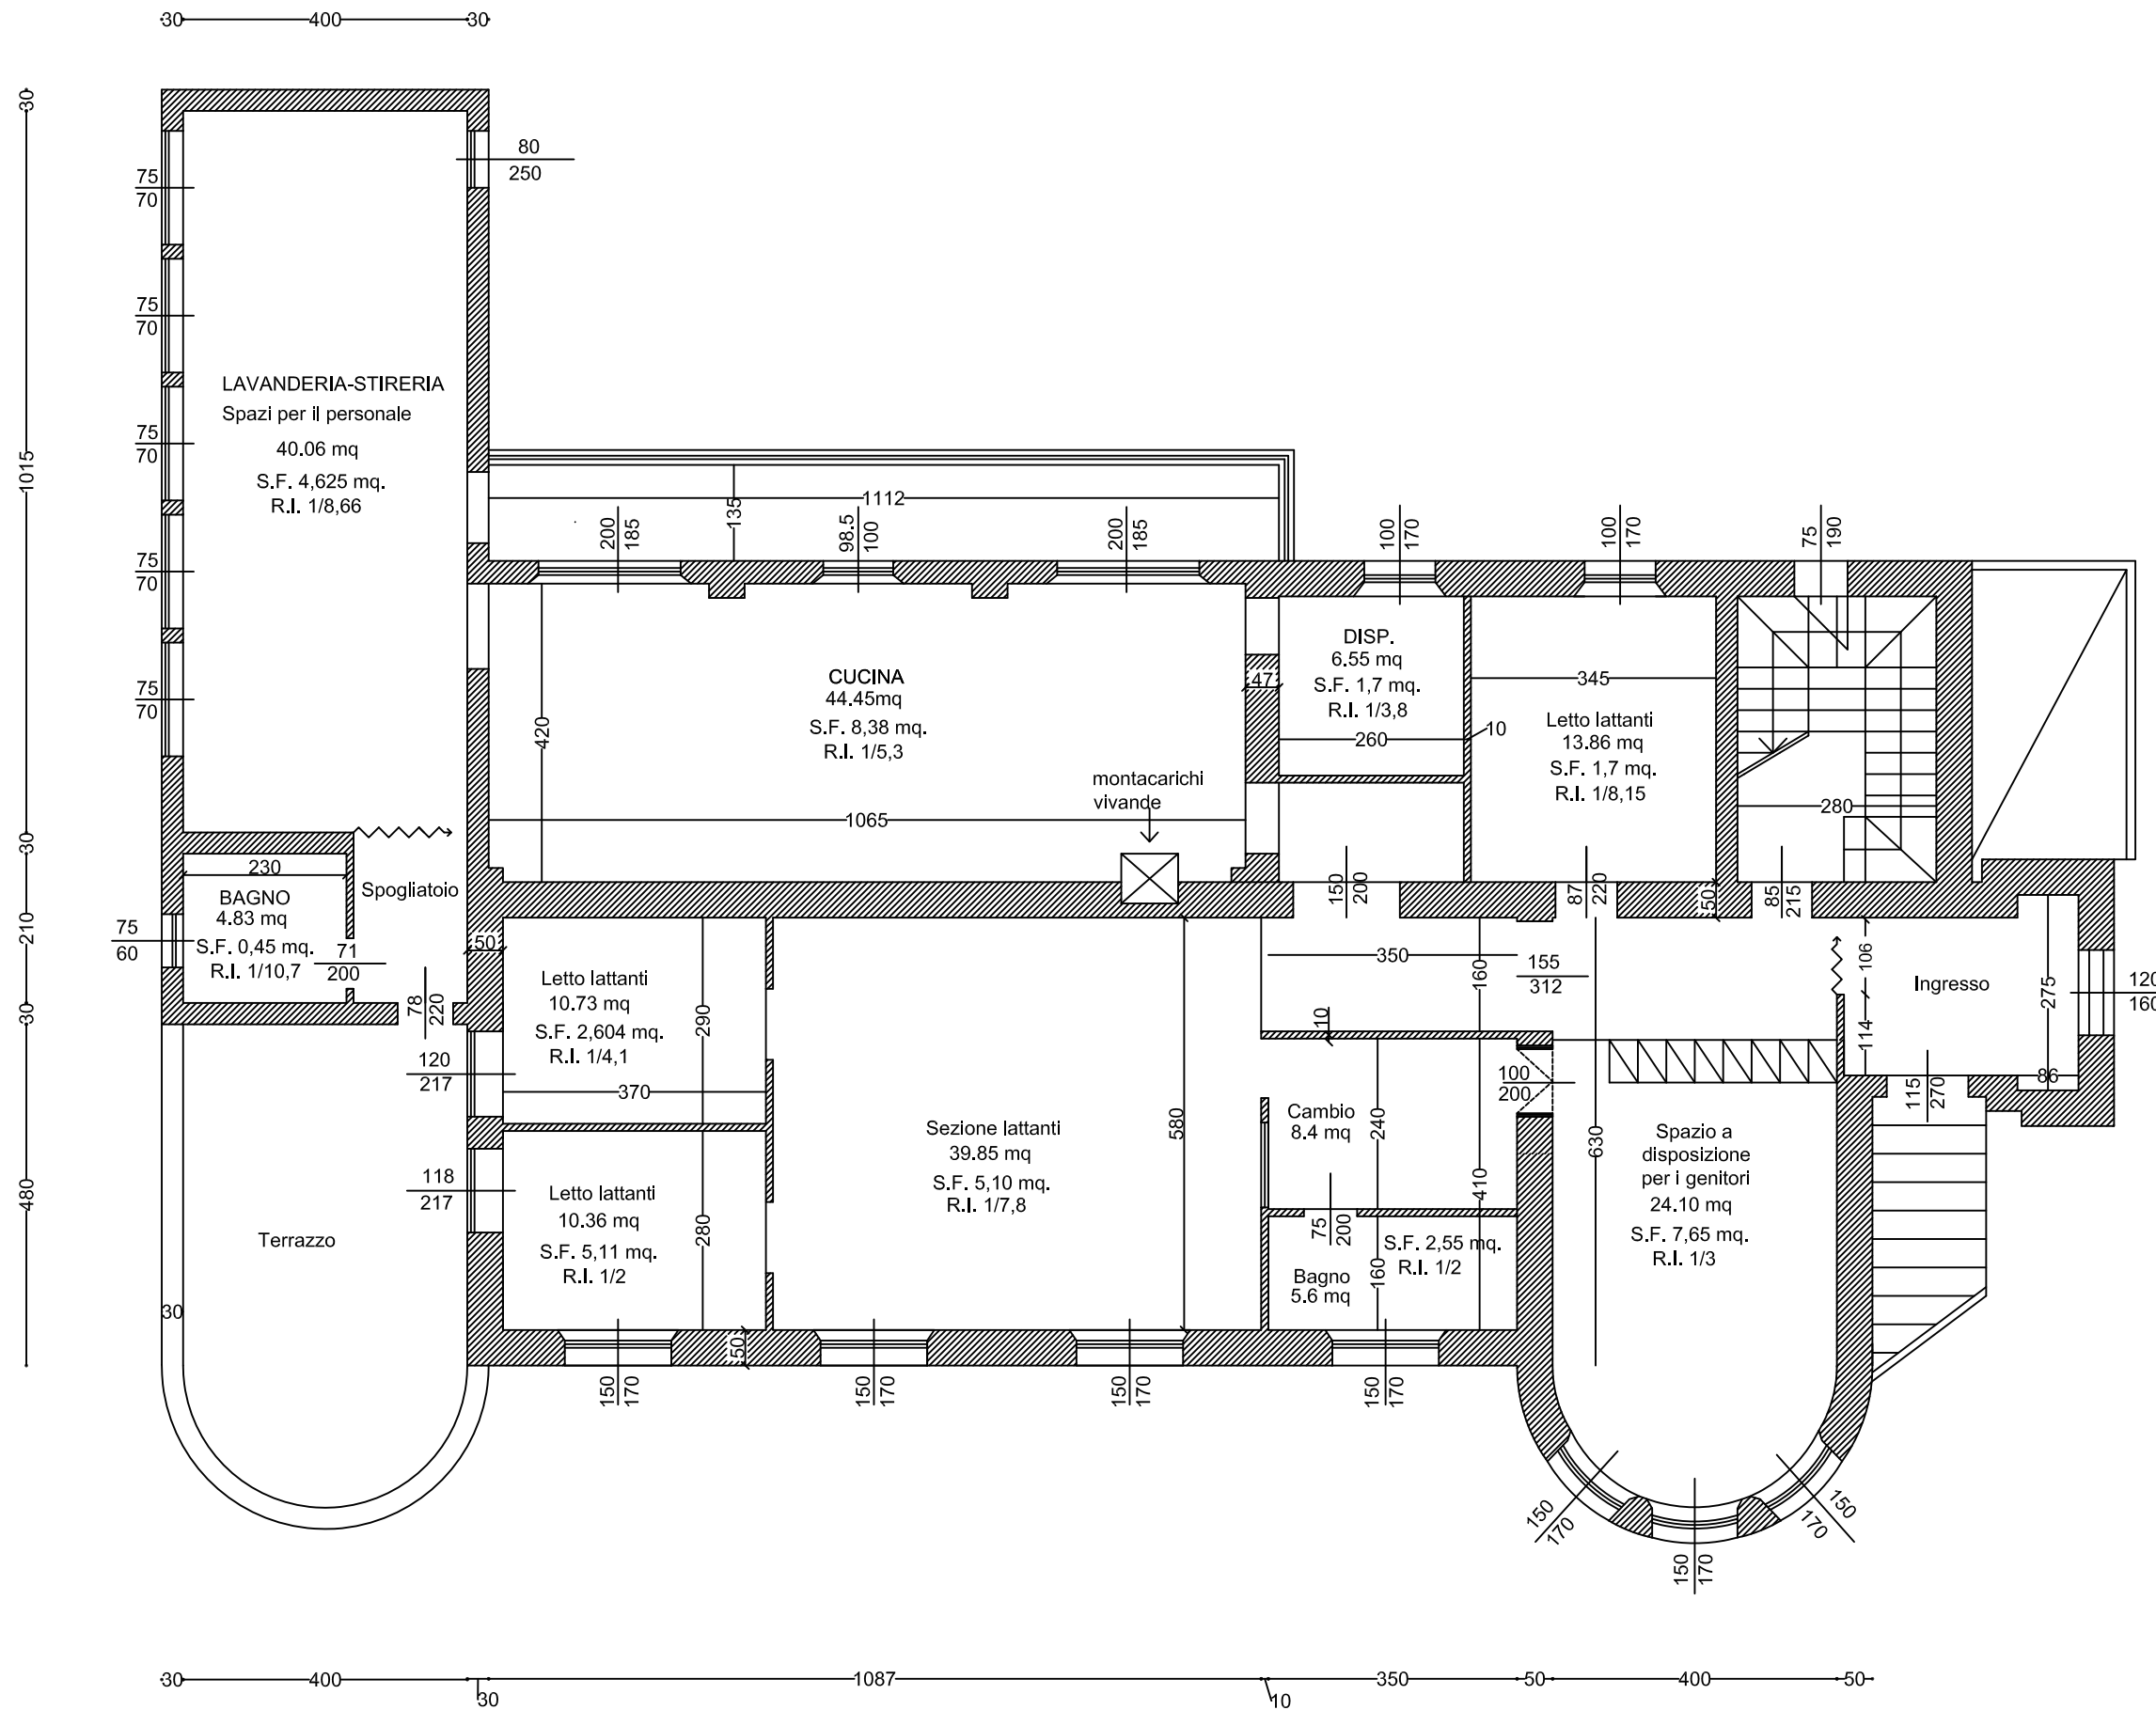 30
400
30
30
1015
30
210
30
480
80
250
75
70
75
70
75
70
75
70
75
70
LAVANDERIA-STIRERIA
Spazi per il personale
40.06 mq
S.F. 4,625 mq.
R.I. 1/8,66
1112
135
200
185
98.5
100
200
185
100
170
100
170
75
190
CUCINA
44.45mq
S.F. 8,38 mq.
R.I. 1/5,3
420
1065
montacarichi
vivande
47
DISP.
6.55 mq
S.F. 1,7 mq.
R.I. 1/3,8
260
10
345
Letto lattanti
13.86 mq
S.F. 1,7 mq.
R.I. 1/8,15
280
230
BAGNO
4.83 mq
S.F. 0,45 mq.
R.I. 1/10,7
75
60
Spogliatoio
71
200
78
220
50
150
200
87
220
50
85
215
Letto lattanti
10.73 mq
S.F. 2,604 mq.
R.I. 1/4,1
290
370
120
217
118
217
Letto lattanti
10.36 mq
S.F. 5,11 mq.
R.I. 1/2
280
50
Sezione lattanti
39.85 mq
S.F. 5,10 mq.
R.I. 1/7,8
580
350
160
155
312
10
100
200
Cambio
8.4 mq
240
410
75
200
S.F. 2,55 mq.
R.I. 1/2
Bagno
5.6 mq
160
630
Spazio a
disposizione
per i genitori
24.10 mq
S.F. 7,65 mq.
R.I. 1/3
106
114
Ingresso
275
86
120
160
115
270
Terrazzo
30
150
170
150
170
150
170
150
170
150
170
150
170
150
170
30
400
30
1087
10
350
50
400
50